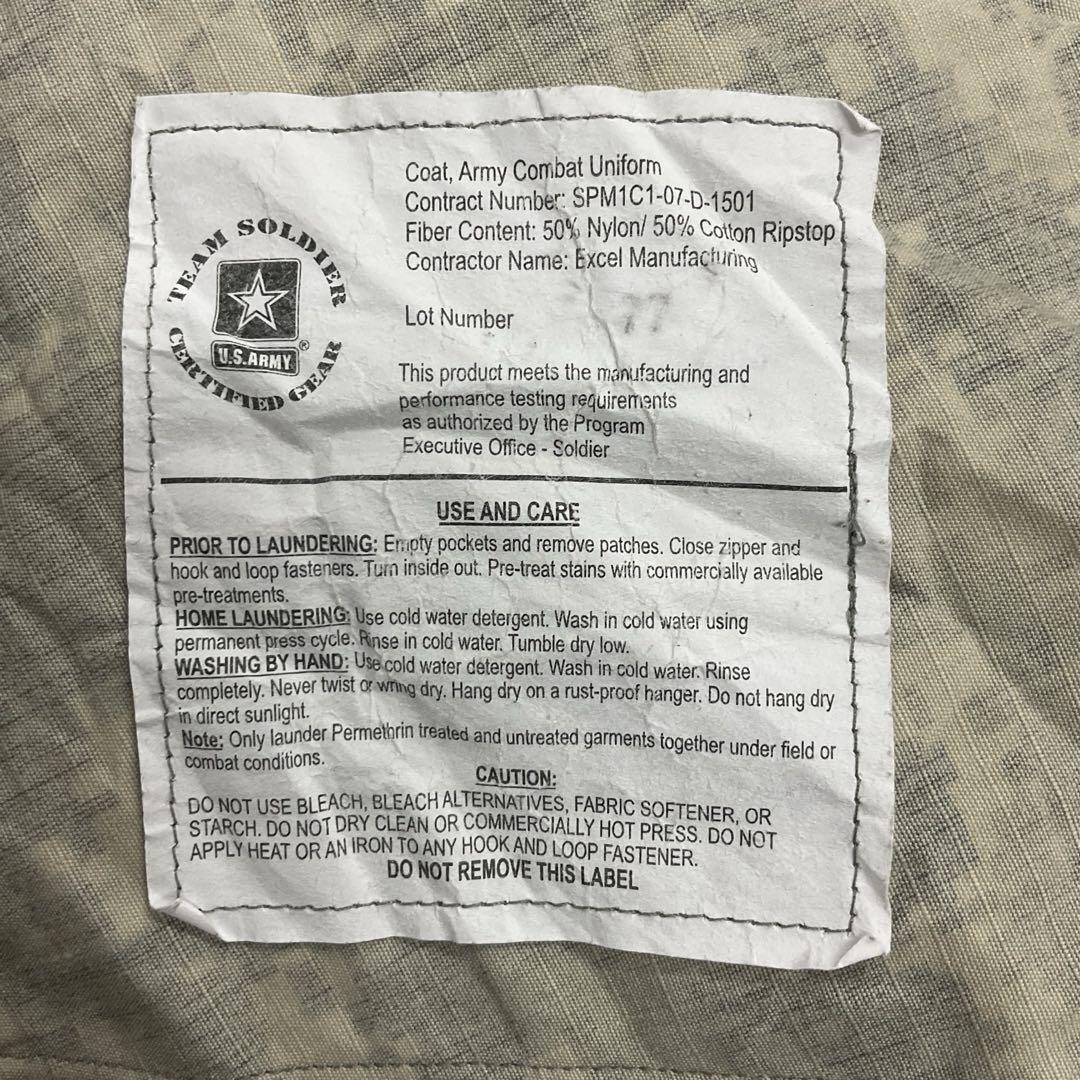 TEAM SOLDIER
CERTIFIED GEAR
U.S.ARMY®
Coat, Army Combat Uniform
Contract Number: SPM1C1-07-D-1501
Fiber Content: 50% Nylon/ 50% Cotton Ripstop
Contractor Name: Excel Manufacturing
Lot Number 77
This product meets the manufacturing and
performance testing requirements
as authorized by the Program
Executive Office - Soldier
USE AND CARE
PRIOR TO LAUNDERING: Empty pockets and remove patches. Close zipper and
hook and loop fasteners. Turn inside out. Pre-treat stains with commercially available
pre-treatments.
HOME LAUNDERING: Use cold water detergent. Wash in cold water using
permanent press cycle. Rinse in cold water. Tumble dry low.
WASHING BY HAND: Use cold water detergent. Wash in cold water. Rinse
completely. Never twist or wring dry. Hang dry on a rust-proof hanger. Do not hang dry
in direct sunlight.
Note: Only launder Permethrin treated and untreated garments together under field or
combat conditions.
CAUTION:
DO NOT USE BLEACH, BLEACH ALTERNATIVES, FABRIC SOFTENER, OR
STARCH. DO NOT DRY CLEAN OR COMMERCIALLY HOT PRESS. DO NOT
APPLY HEAT OR AN IRON TO ANY HOOK AND LOOP FASTENER.
DO NOT REMOVE THIS LABEL